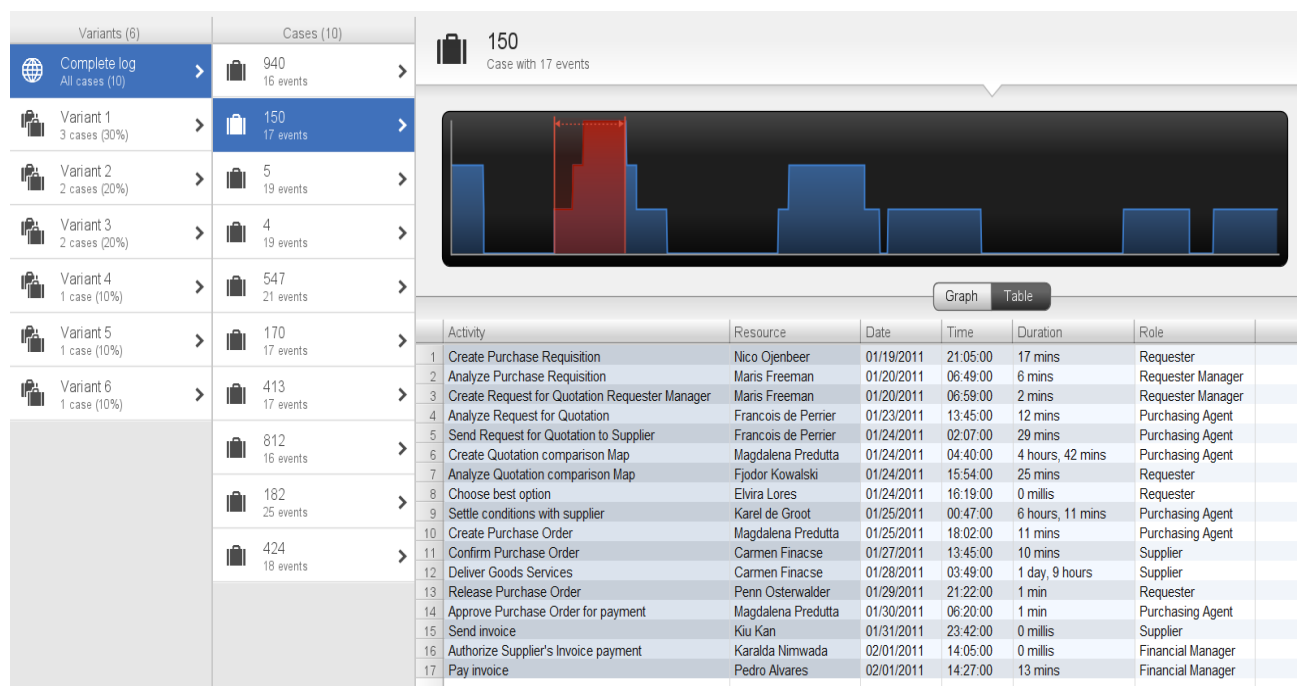 Variants (6)
Complete log
All cases (10)
Variant 1
3 cases (30%)
Variant 2
2 cases (20%)
Variant 3
2 cases (20%)
Variant 4
1 case (10%)
Variant 5
1 case (10%)
Variant 6
1 case (10%)
Cases (10)
940
16 events
150
17 events
5
19 events
4
19 events
547
21 events
170
17 events
413
17 events
812
16 events
182
25 events
424
18 events
150
Case with 17 events
Graph Table
Activity Resource Date Time Duration Role
1 Create Purchase Requisition Nico Ojenbeer 01/19/2011 21:05:00 17 mins Requester
2 Analyze Purchase Requisition Maris Freeman 01/20/2011 06:49:00 6 mins Requester Manager
3 Create Request for Quotation Requester Manager Maris Freeman 01/20/2011 06:59:00 2 mins Requester Manager
4 Analyze Request for Quotation Francois de Perrier 01/23/2011 13:45:00 12 mins Purchasing Agent
5 Send Request for Quotation to Supplier Francois de Perrier 01/24/2011 02:07:00 29 mins Purchasing Agent
6 Create Quotation comparison Map Magdalena Predutta 01/24/2011 04:40:00 4 hours, 42 mins Purchasing Agent
7 Analyze Quotation comparison Map Fjodor Kowalski 01/24/2011 15:54:00 25 mins Requester
8 Choose best option Elvira Lores 01/24/2011 16:19:00 0 millis Requester
9 Settle conditions with supplier Karel de Groot 01/25/2011 00:47:00 6 hours, 11 mins Purchasing Agent
10 Create Purchase Order Magdalena Predutta 01/25/2011 18:02:00 11 mins Purchasing Agent
11 Confirm Purchase Order Carmen Finacse 01/27/2011 13:45:00 10 mins Supplier
12 Deliver Goods Services Carmen Finacse 01/28/2011 03:49:00 1 day, 9 hours Supplier
13 Release Purchase Order Penn Osterwalder 01/29/2011 21:22:00 1 min Requester
14 Approve Purchase Order for payment Magdalena Predutta 01/30/2011 06:20:00 1 min Purchasing Agent
15 Send invoice Kiu Kan 01/31/2011 23:42:00 0 millis Supplier
16 Authorize Supplier's Invoice payment Karalda Nimwada 02/01/2011 14:05:00 0 millis Financial Manager
17 Pay invoice Pedro Alvares 02/01/2011 14:27:00 13 mins Financial Manager